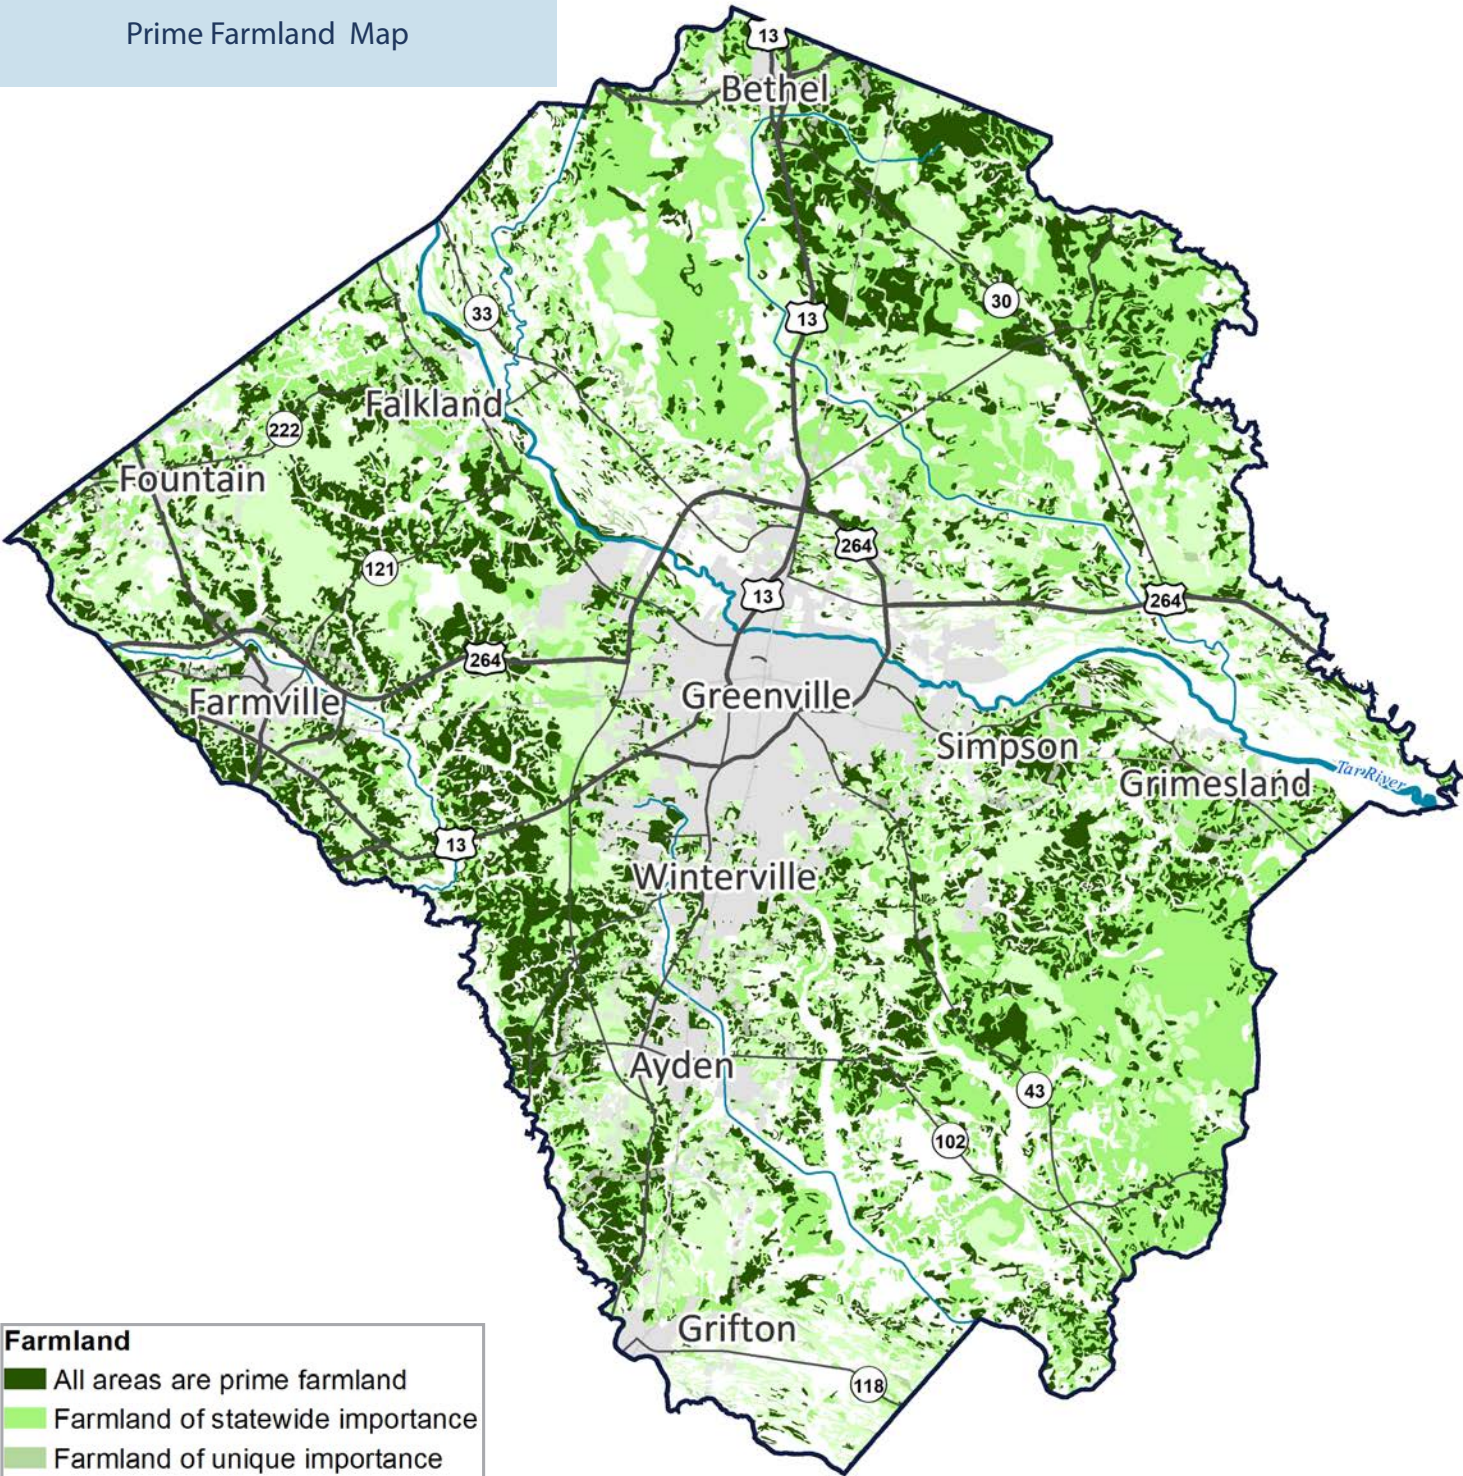 Prime Farmland Map
13
Bethel
33
13
30
Falkland
222
Fountain
121
264
13
264
264
Farmville
Greenville
Simpson
Grimesland
Tar River
13
Winterville
Ayden
43
102
Grifton
118
Farmland
All areas are prime farmland
Farmland of statewide importance
Farmland of unique importance